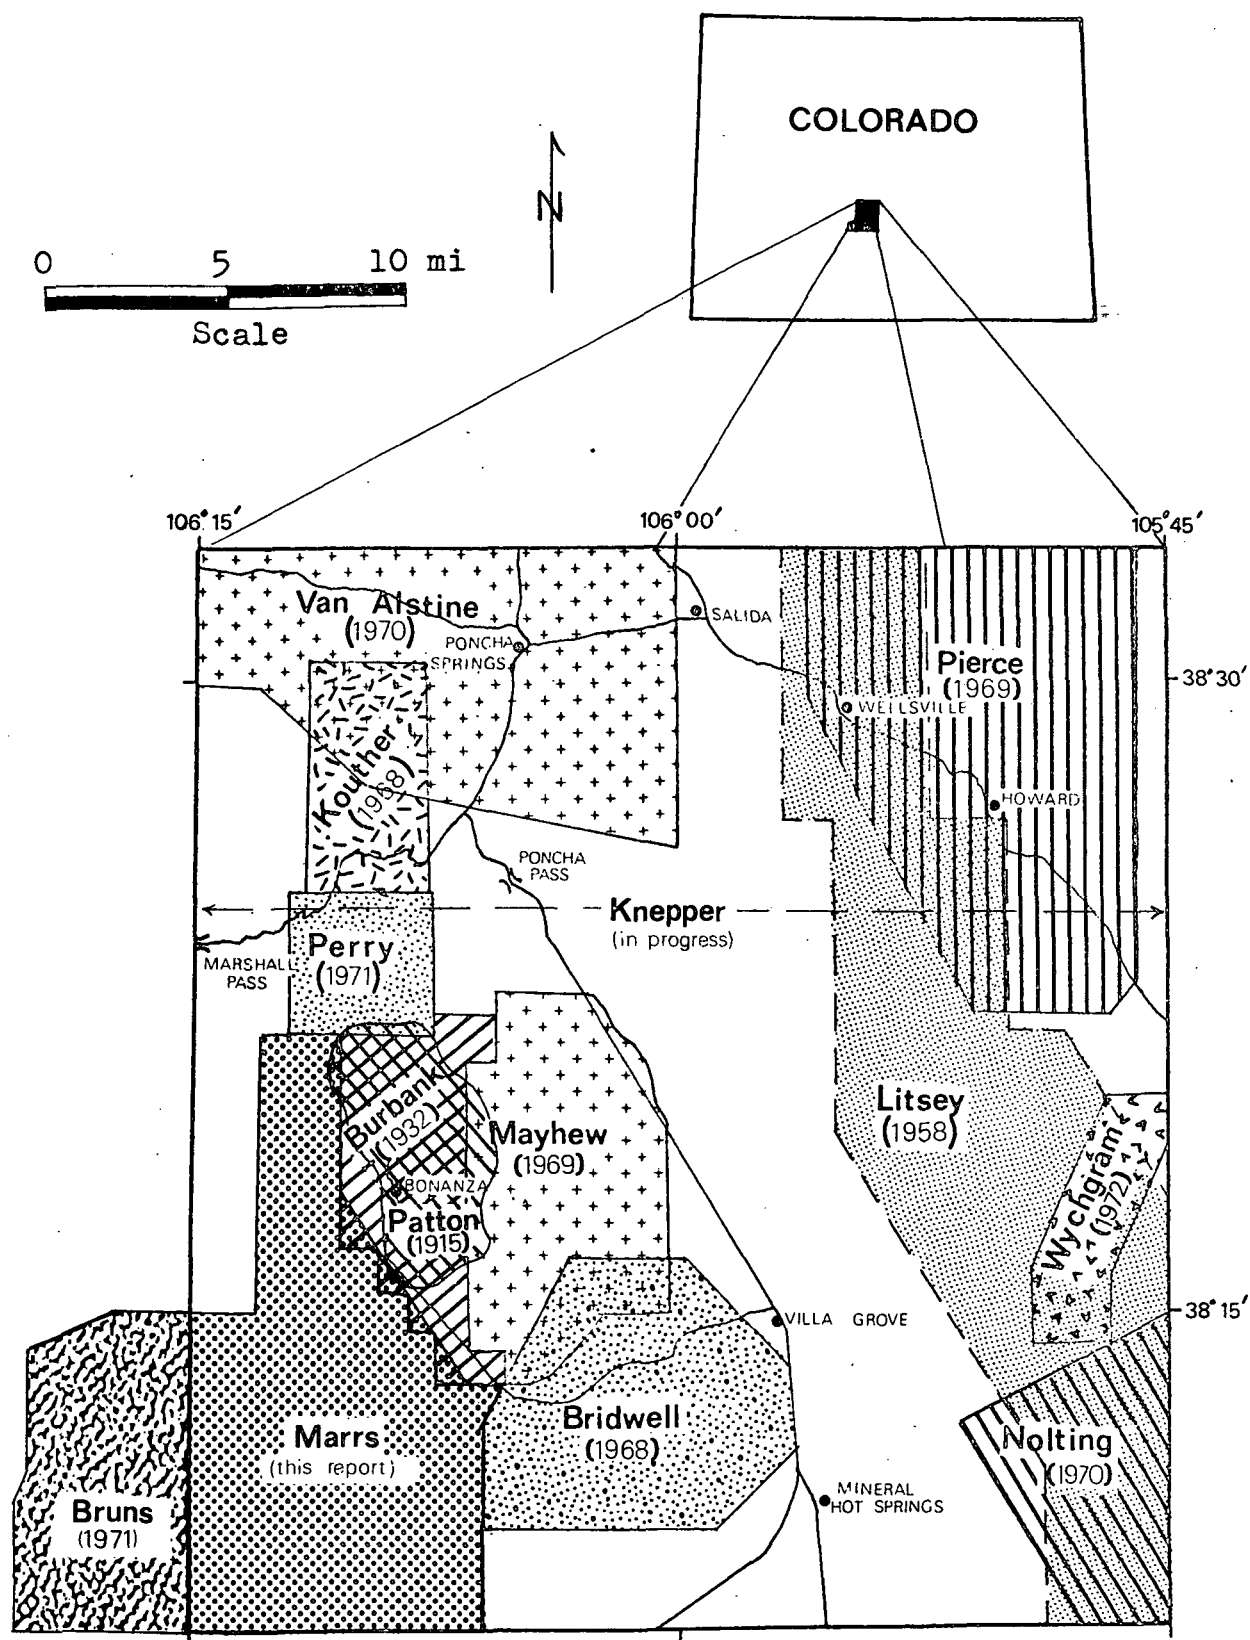 COLORADO
N
0 5 10 mi
Scale
106°15′ 106°00′ 105°45′
Van Alstine
(1970)
SALIDA
PONCHA
SPRINGS
Pierce
(1969)
38°30′
WELLSVILLE
Kouther
(1968)
HOWARD
PONCHA
PASS
Knepper
(in progress)
Perry
(1971)
MARSHALL
PASS
Burbank
(1932)
Litsey
(1958)
Mayhew
(1969)
Wychgram
(1972)
BONANZA
Patton
(1915)
38°15′
VILLA GROVE
Bridwell
(1968)
Marrs
(this report)
Nolting
(1970)
Bruns
(1971)
MINERAL
HOT SPRINGS